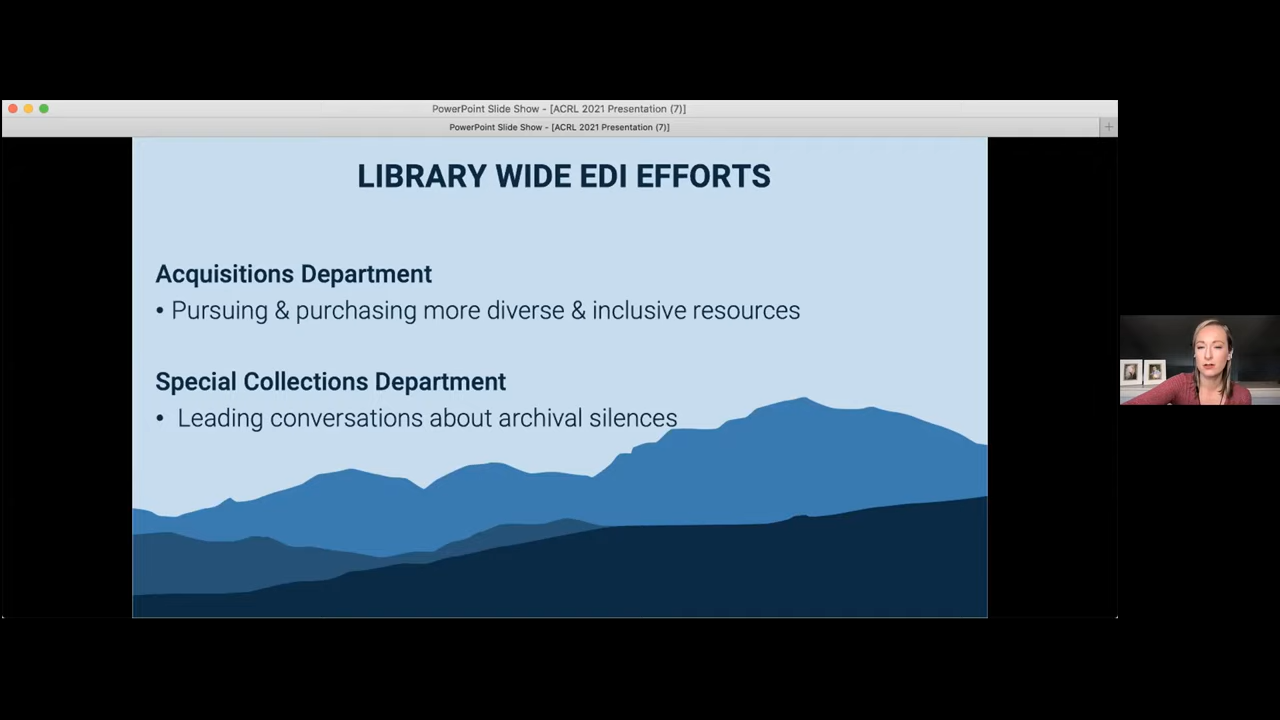 PowerPoint Slide Show - [ACRL 2021 Presentation (7)]
PowerPoint Slide Show - [ACRL 2021 Presentation (7)]
LIBRARY WIDE EDI EFFORTS
Acquisitions Department
• Pursuing & purchasing more diverse & inclusive resources
Special Collections Department
• Leading conversations about archival silences